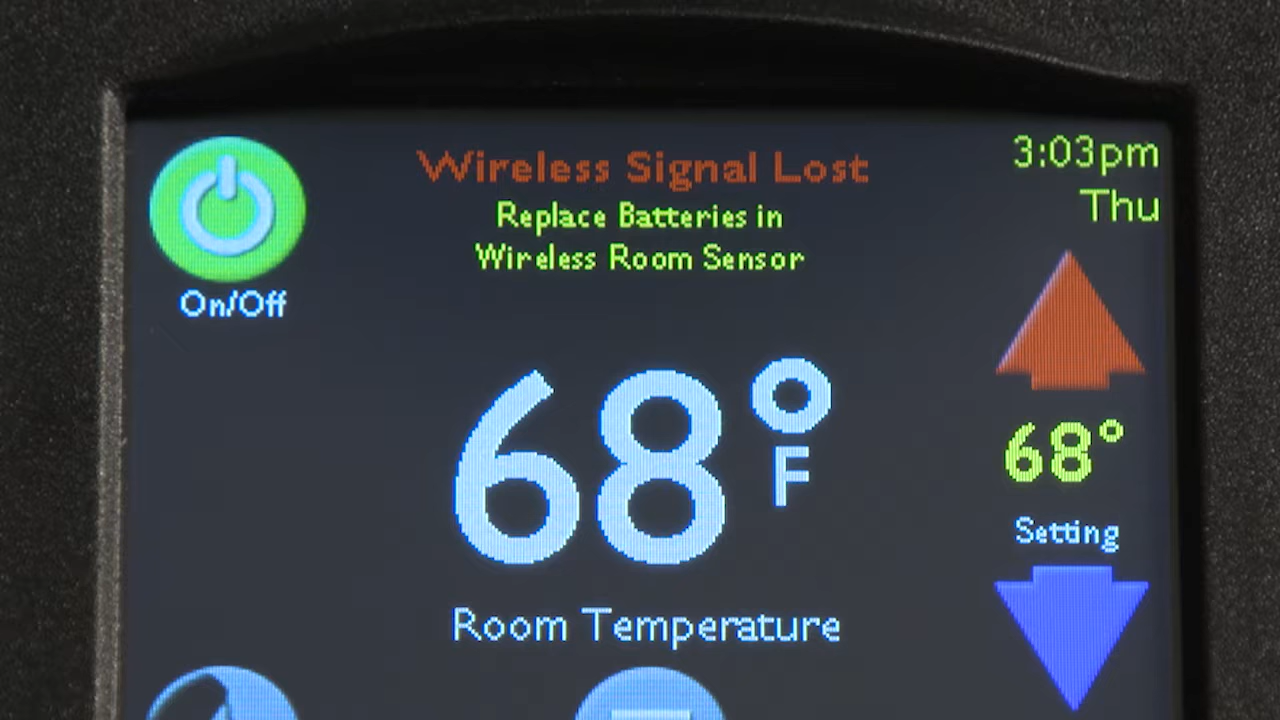 Wireless Signal Lost
Replace Batteries in
Wireless Room Sensor
3:03pm
Thu
On/Off
68°F
Room Temperature
68°
Setting